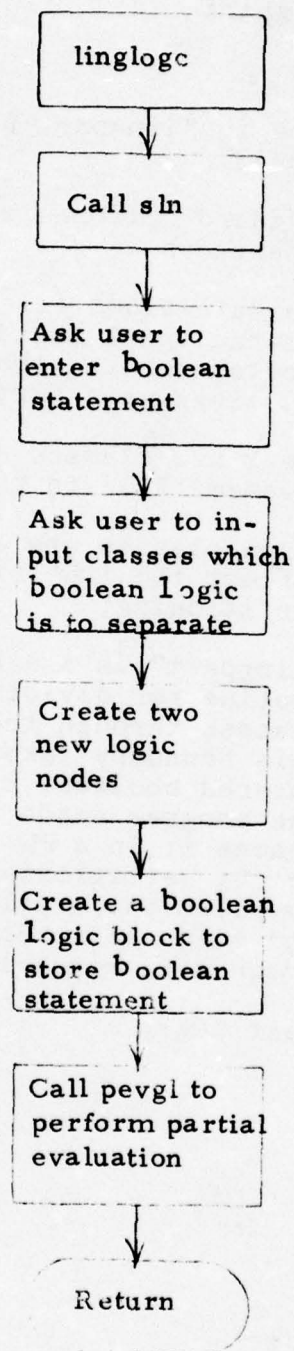 linglogc
Call sln
Ask user to
enter boolean
statement
Ask user to in-
put classes which
boolean logic
is to separate
Create two
new logic
nodes
Create a boolean
logic block to
store boolean
statement
Call pevgl to
perform partial
evaluation
Return